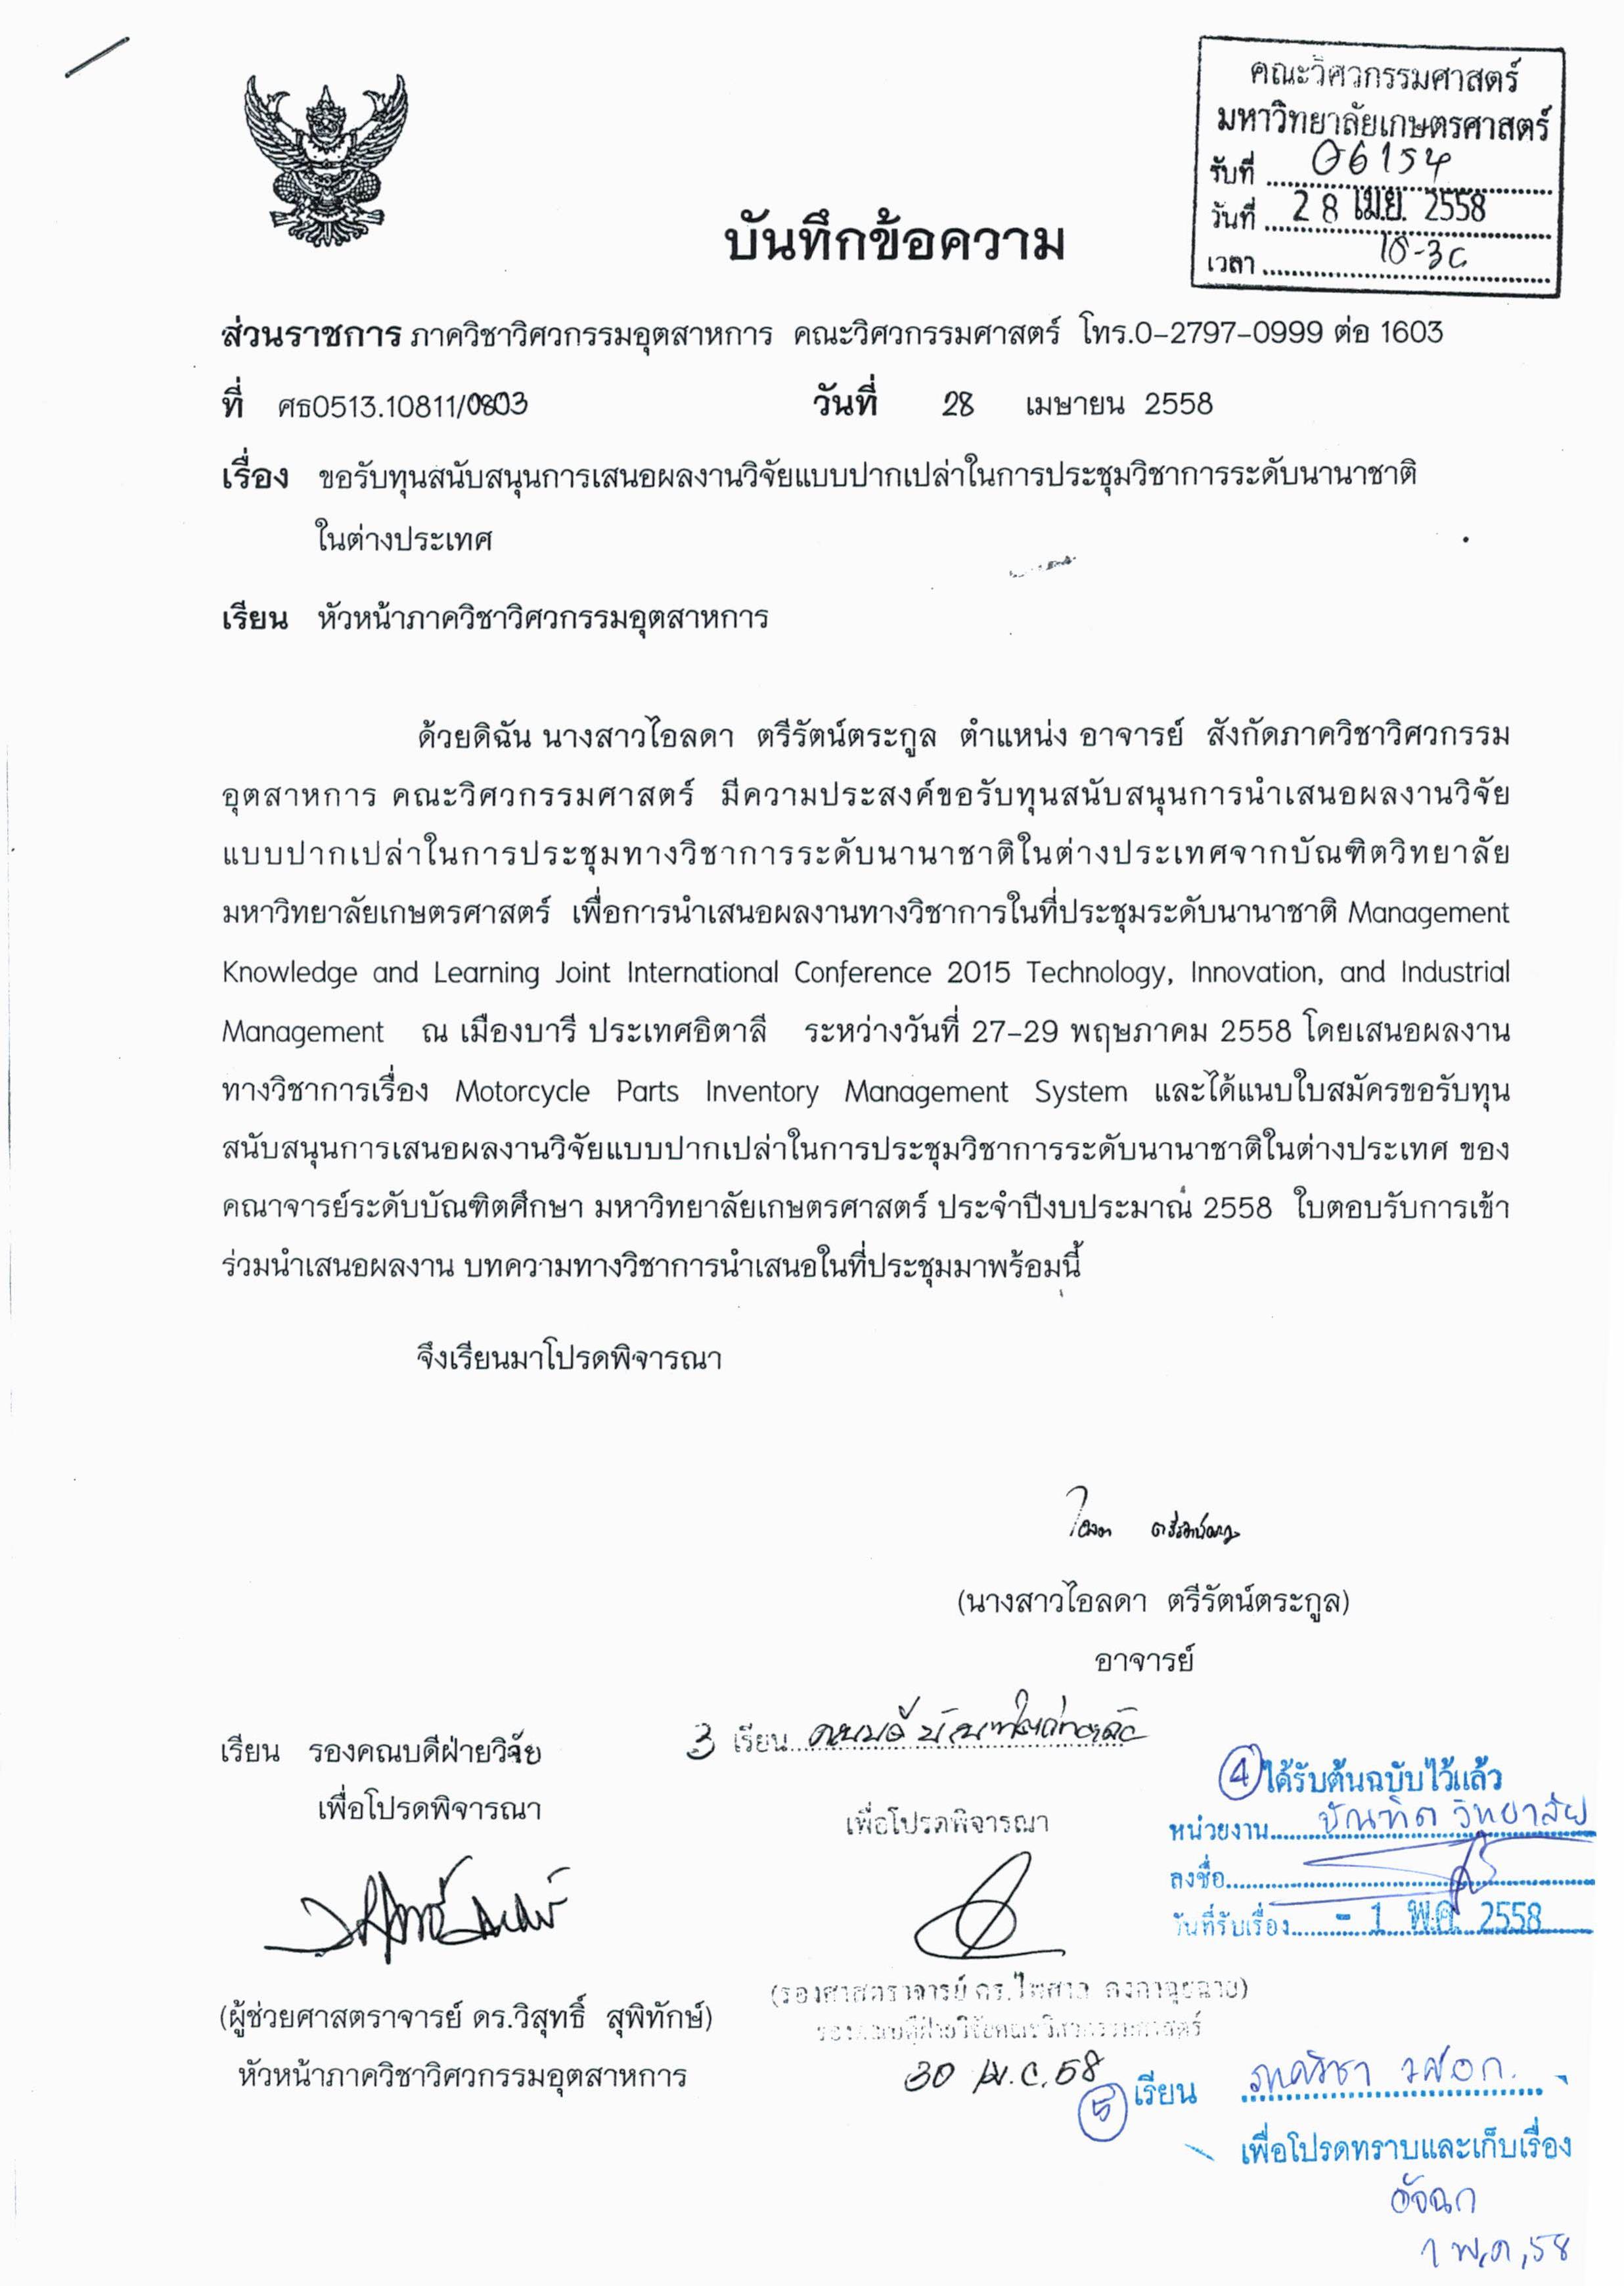 คณะวิศวกรรมศาสตร์
มหาวิทยาลัยเกษตรศาสตร์
รับที่ 06154
วันที่ 28 เม.ย. 2558
เวลา
บันทึกข้อความ
ส่วนราชการ ภาควิชาวิศวกรรมอุตสาหการ คณะวิศวกรรมศาสตร์ โทร.0-2797-0999 ต่อ 1603
ที่ ศธ0513.10811/0803 วันที่ 28 เมษายน 2558
เรื่อง ขอรับทุนสนับสนุนการเสนอผลงานวิจัยแบบปากเปล่าในการประชุมวิชาการระดับนานาชาติ
ในต่างประเทศ
เรียน หัวหน้าภาควิชาวิศวกรรมอุตสาหการ
ด้วยดิฉัน นางสาวไอลดา ตรีรัตน์ตระกูล ตำแหน่ง อาจารย์ สังกัดภาควิชาวิศวกรรม
อุตสาหการ คณะวิศวกรรมศาสตร์ มีความประสงค์ขอรับทุนสนับสนุนการนำเสนอผลงานวิจัย
แบบปากเปล่าในการประชุมทางวิชาการระดับนานาชาติในต่างประเทศจากบัณฑิตวิทยาลัย
มหาวิทยาลัยเกษตรศาสตร์ เพื่อการนำเสนอผลงานทางวิชาการในที่ประชุมระดับนานาชาติ Management
Knowledge and Learning Joint International Conference 2015 Technology, Innovation, and Industrial
Management ณ เมืองบารี ประเทศอิตาลี ระหว่างวันที่ 27-29 พฤษภาคม 2558 โดยเสนอผลงาน
ทางวิชาการเรื่อง Motorcycle Parts Inventory Management System และได้แนบใบสมัครขอรับทุน
สนับสนุนการเสนอผลงานวิจัยแบบปากเปล่าในการประชุมวิชาการระดับนานาชาติในต่างประเทศ ของ
คณาจารย์ระดับบัณฑิตศึกษา มหาวิทยาลัยเกษตรศาสตร์ ประจำปีงบประมาณ 2558 ใบตอบรับการเข้า
ร่วมนำเสนอผลงาน บทความทางวิชาการนำเสนอในที่ประชุมมาพร้อมนี้
จึงเรียนมาโปรดพิจารณา
ไอลดา ตรีรัตน์ตระกูล
(นางสาวไอลดา ตรีรัตน์ตระกูล)
อาจารย์
เรียน รองคณบดีฝ่ายวิจัย
เพื่อโปรดพิจารณา
(ผู้ช่วยศาสตราจารย์ ดร.วิสุทธิ์ สุพิทักษ์)
หัวหน้าภาควิชาวิศวกรรมอุตสาหการ
3 เรียน คณบดีบัณฑิตวิทยาลัย
เพื่อโปรดพิจารณา
(รองศาสตราจารย์ ดร.ไพศาล
รองคณบดีฝ่ายวิจัยคณะวิศวกรรมศาสตร์
30 เม.ย. 58
4 ได้รับต้นฉบับไว้แล้ว
หน่วยงาน บัณฑิตวิทยาลัย
ลงชื่อ
วันที่รับเรื่อง - 1 พ.ค. 2558
5 เรียน ภาควิชา วศอก.
เพื่อโปรดทราบและเก็บเรื่อง
1 พ.ค. 58